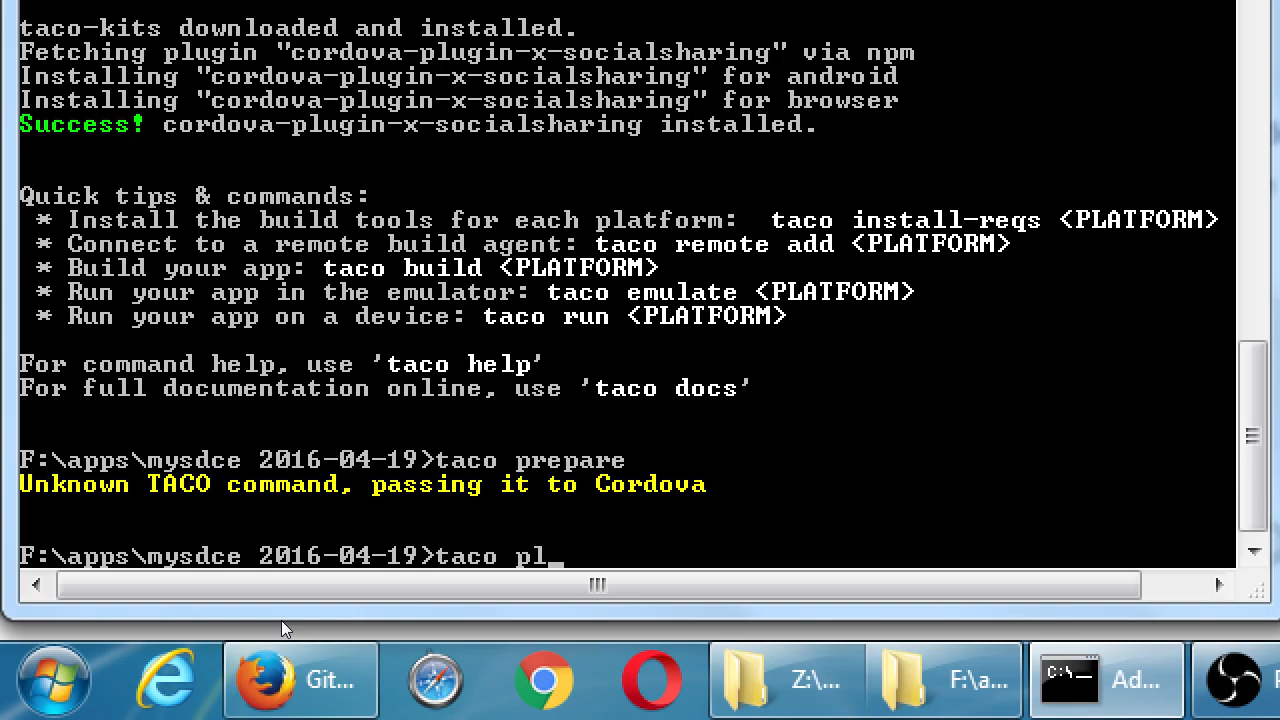 taco-kits downloaded and installed.
Fetching plugin "cordova-plugin-x-socialsharing" via npm
Installing "cordova-plugin-x-socialsharing" for android
Installing "cordova-plugin-x-socialsharing" for browser
Success! cordova-plugin-x-socialsharing installed.
Quick tips & commands:
* Install the build tools for each platform:  taco install-reqs <PLATFORM>
* Connect to a remote build agent: taco remote add <PLATFORM>
* Build your app: taco build <PLATFORM>
* Run your app in the emulator: taco emulate <PLATFORM>
* Run your app on a device: taco run <PLATFORM>
For command help, use 'taco help'
For full documentation online, use 'taco docs'
F:\apps\mysdce 2016-04-19>taco prepare
Unknown TACO command, passing it to Cordova
F:\apps\mysdce 2016-04-19>taco pl_
Git... Z:\... F:\a... C:\ Ad...